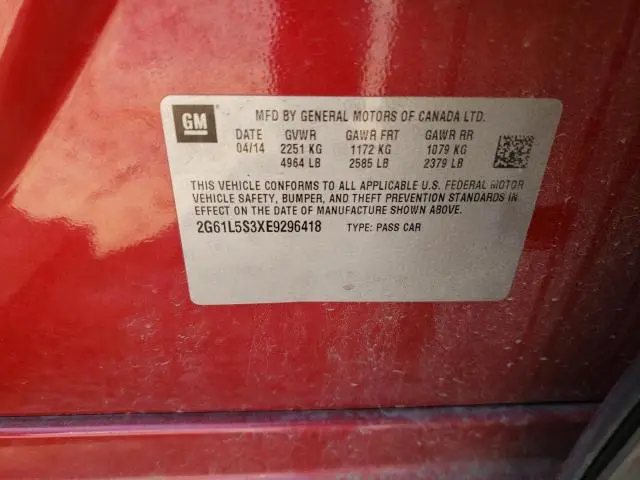 GM MFD BY GENERAL MOTORS OF CANADA LTD.
DATE GVWR GAWR FRT GAWR RR
04/14 2251 KG 1172 KG 1079 KG
4964 LB 2585 LB 2379 LB
THIS VEHICLE CONFORMS TO ALL APPLICABLE U.S. FEDERAL MOTOR
VEHICLE SAFETY, BUMPER, AND THEFT PREVENTION STANDARDS IN
EFFECT ON THE DATE OF MANUFACTURE SHOWN ABOVE.
2G61L5S3XE9296418 TYPE: PASS CAR